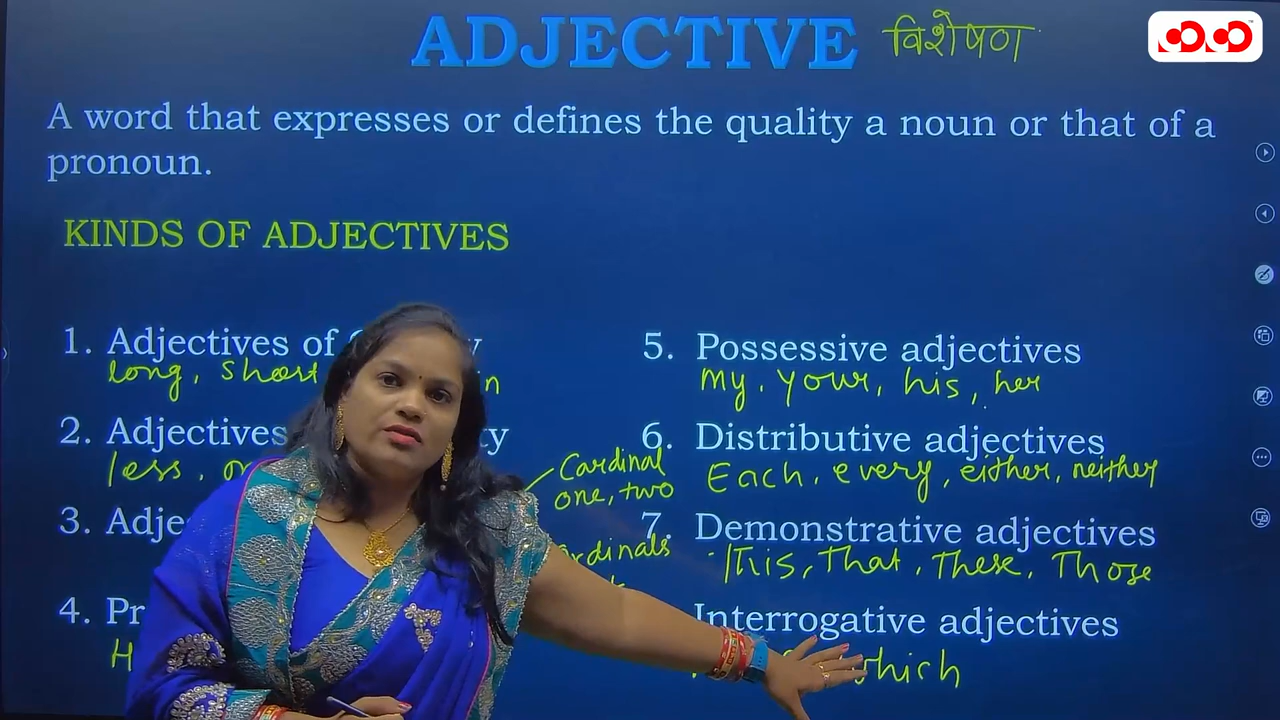 ADJECTIVE विशेषण
A word that expresses or defines the quality a noun or that of a
pronoun.
KINDS OF ADJECTIVES
1. Adjectives of
long, short
2. Adjectives
less,
3.
4.
Cardinal
one, two
5. Possessive adjectives
my, your, his, her
6. Distributive adjectives
Each, every, either, neither
7. Demonstrative adjectives
This, That, These, Those
Interrogative adjectives
which